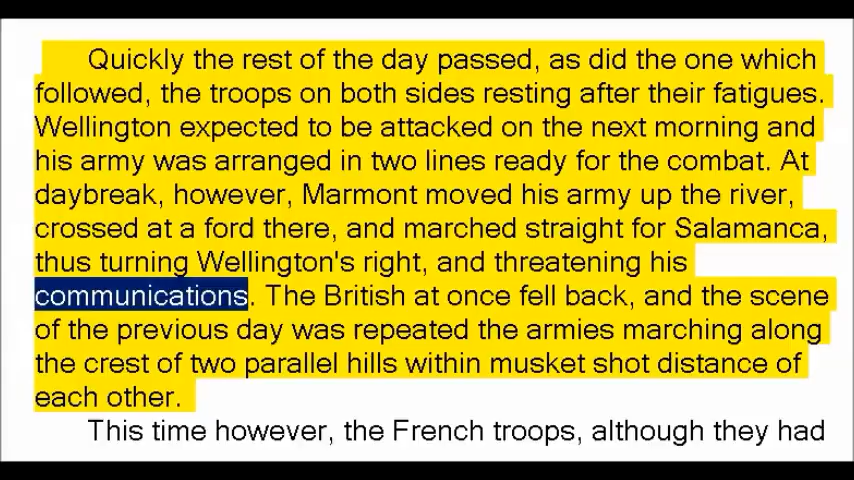 Quickly the rest of the day passed, as did the one which
followed, the troops on both sides resting after their fatigues.
Wellington expected to be attacked on the next morning and
his army was arranged in two lines ready for the combat. At
daybreak, however, Marmont moved his army up the river,
crossed at a ford there, and marched straight for Salamanca,
thus turning Wellington's right, and threatening his
communications. The British at once fell back, and the scene
of the previous day was repeated the armies marching along
the crest of two parallel hills within musket shot distance of
each other.
This time however, the French troops, although they had